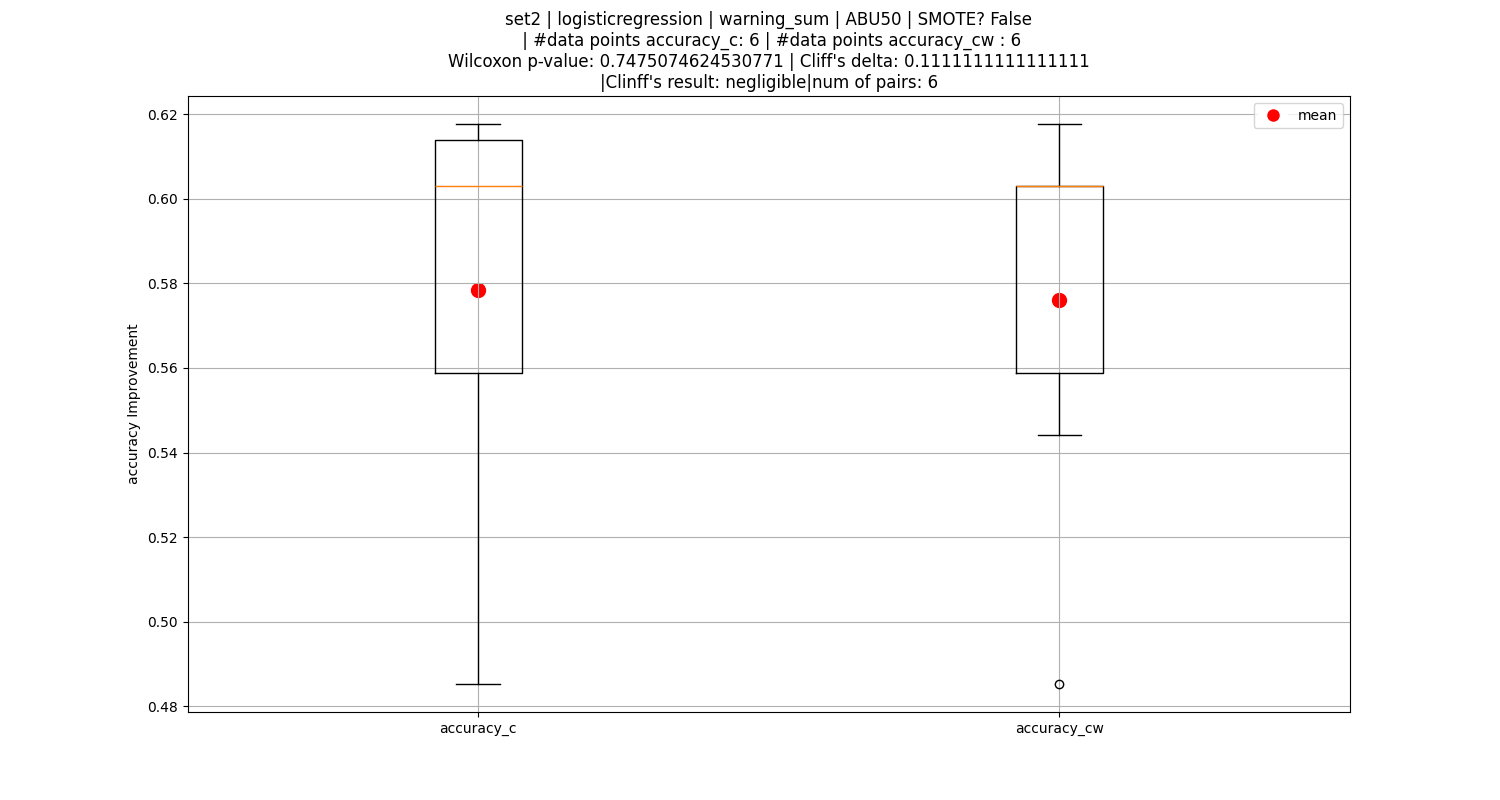 set2 | logisticregression | warning_sum | ABU50 | SMOTE? False
| #data points accuracy_c: 6 | #data points accuracy_cw : 6
Wilcoxon p-value: 0.7475074624530771 | Cliff's delta: 0.1111111111111111
|Clinff's result: negligible|num of pairs: 6
mean
accuracy Improvement
0.62
0.60
0.58
0.56
0.54
0.52
0.50
0.48
accuracy_c
accuracy_cw